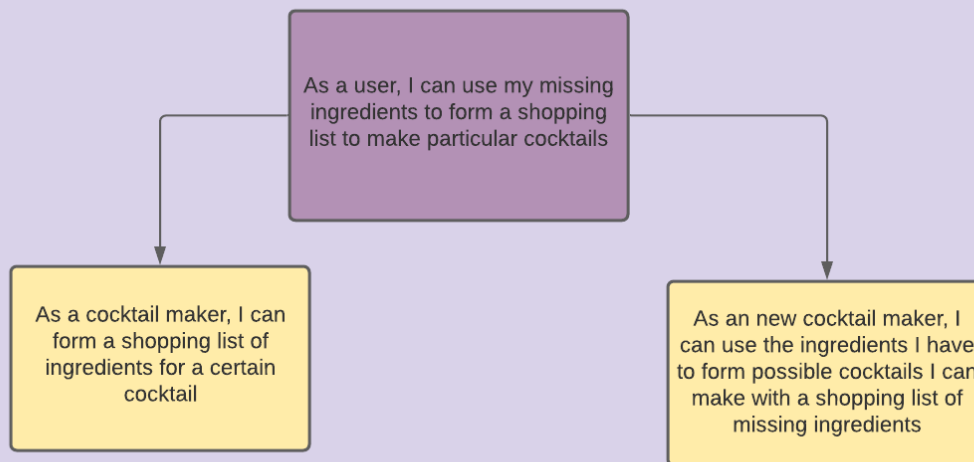 As a user, I can use my missing
ingredients to form a shopping
list to make particular cocktails
As a cocktail maker, I can
form a shopping list of
ingredients for a certain
cocktail
As an new cocktail maker, I
can use the ingredients I have
to form possible cocktails I can
make with a shopping list of
missing ingredients